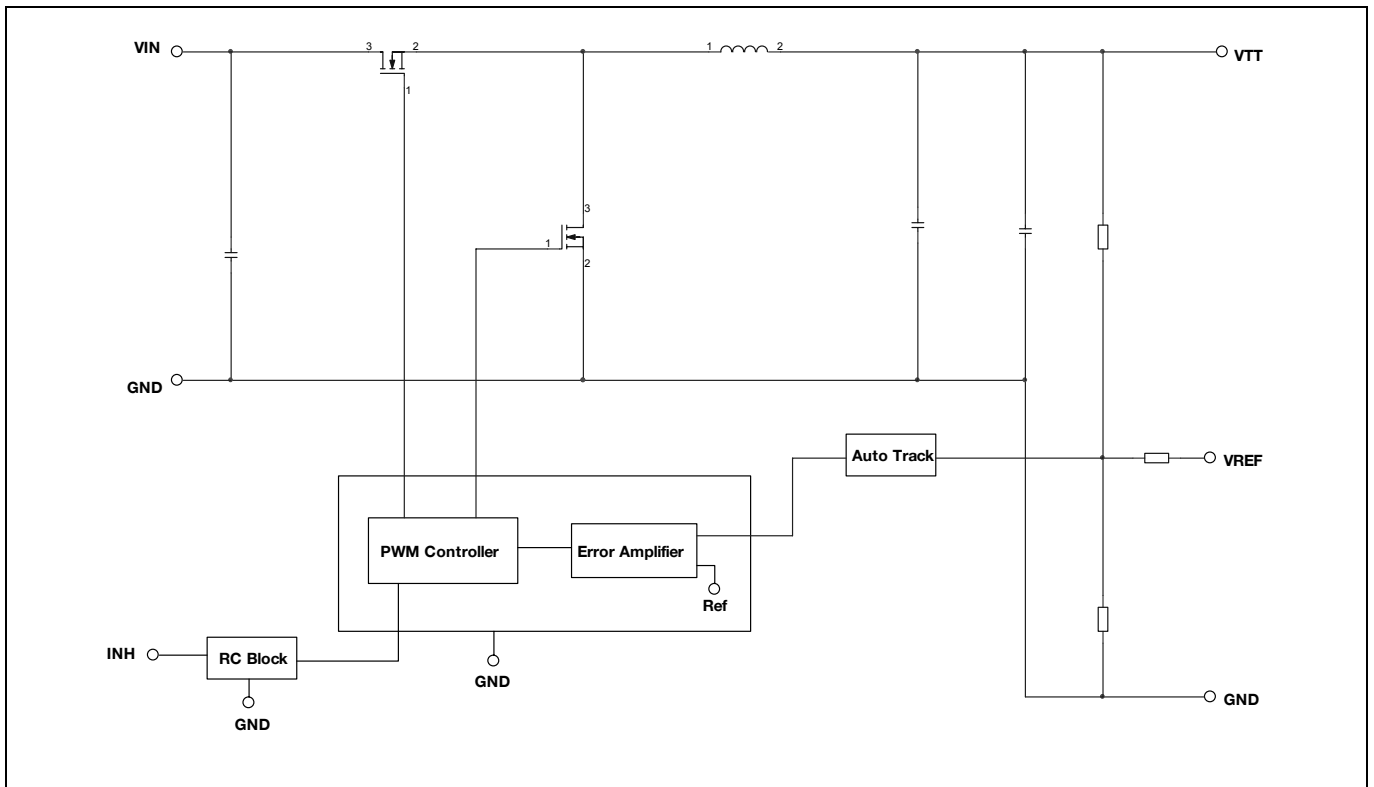 VIN
3
2
1
1
2
VTT
3
1
2
GND
Auto Track
VREF
PWM Controller
Error Amplifier
Ref
INH
RC Block
GND
GND
GND